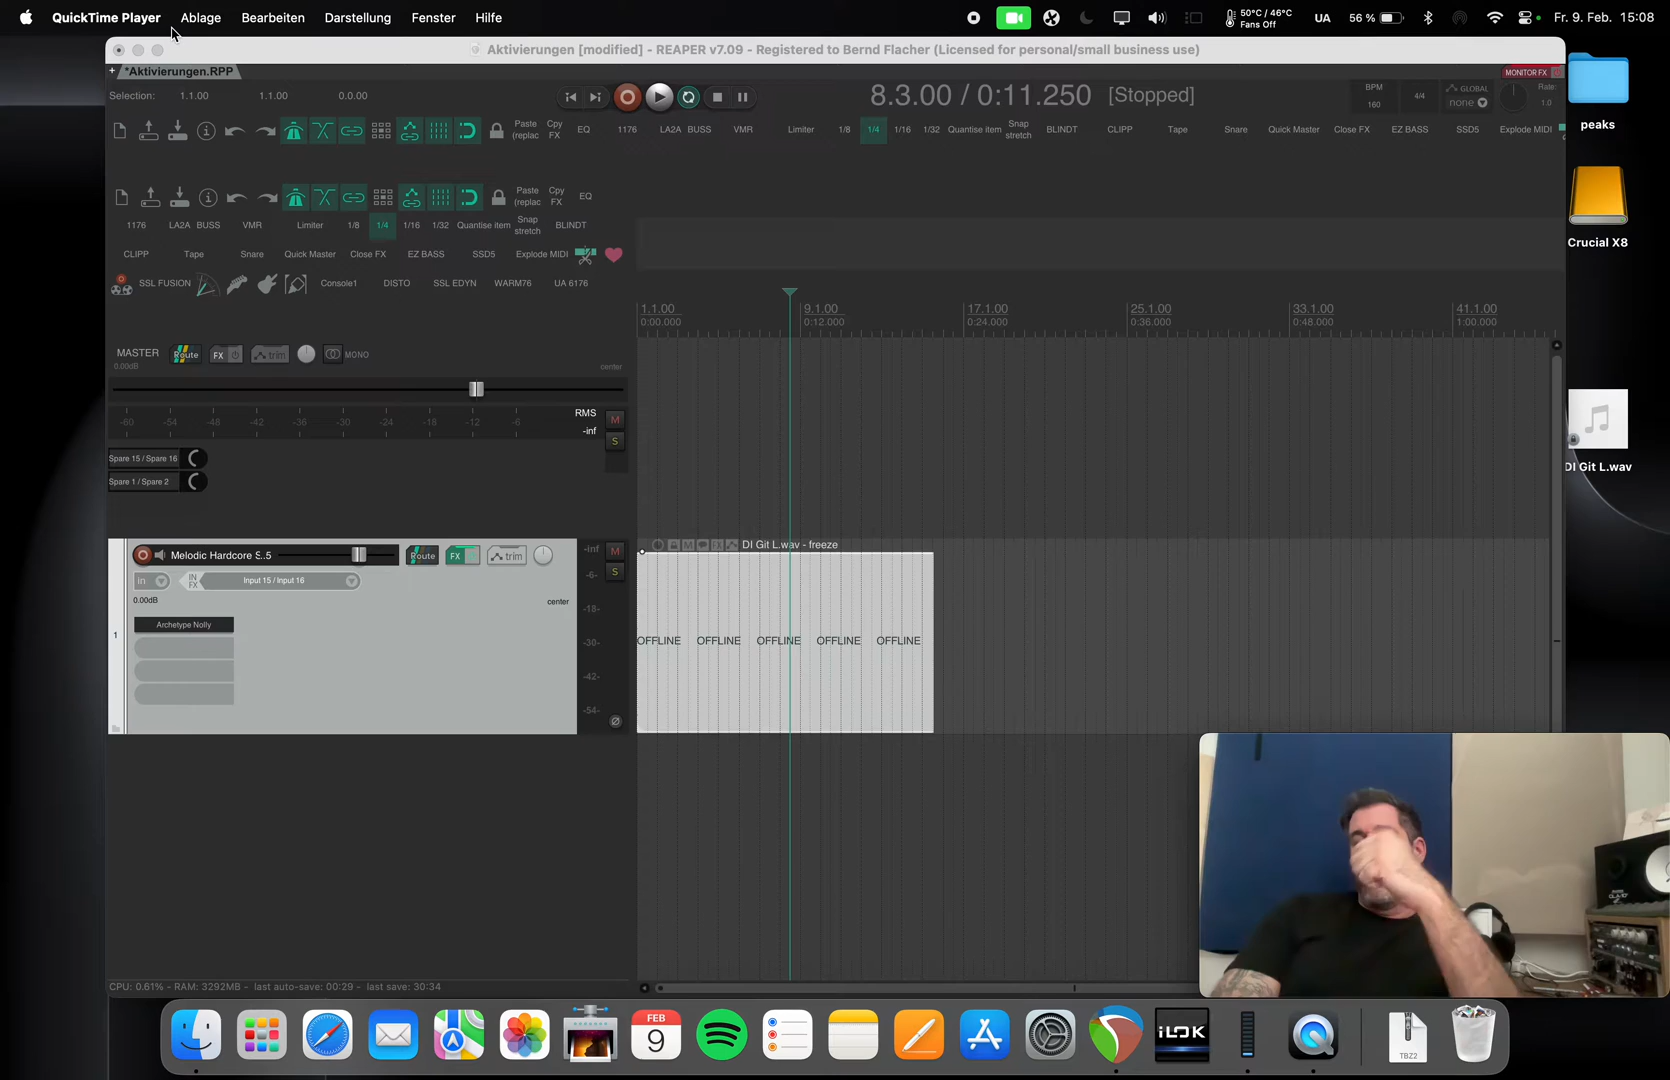 QuickTime Player Ablage Bearbeiten Darstellung Fenster Hilfe 50°C / 46°C Fans Off UA 56 % Fr. 9. Feb. 15:08
Aktivierungen [modified] - REAPER v7.09 - Registered to Bernd Flacher (Licensed for personal/small business use)
+ *Aktivierungen.RPP MONITOR FX
Selection: 1.1.00 1.1.00 0.0.00
8.3.00 / 0:11.250 [Stopped]
BPM 160 4/4 GLOBAL none Rate: 1.0
peaks
Paste (replac Cpy FX EQ 1176 LA2A BUSS VMR Limiter 1/8 1/4 1/16 1/32 Quantise item Snap stretch BLINDT CLIPP Tape Snare Quick Master Close FX EZ BASS SSD5 Explode MIDI
Paste (replac Cpy FX EQ
1176 LA2A BUSS VMR Limiter 1/8 1/4 1/16 1/32 Quantise item Snap stretch BLINDT
Crucial X8
CLIPP Tape Snare Quick Master Close FX EZ BASS SSD5 Explode MIDI
SSL FUSION Console1 DISTO SSL EDYN WARM76 UA 6176
1.1.00 9.1.00 17.1.00 25.1.00 33.1.00 41.1.00
0:00.000 0:12.000 0:24.000 0:36.000 0:48.000 1:00.000
MASTER Route FX trim MONO
0.00dB center
RMS M
-60 -54 -48 -42 -36 -30 -24 -18 -12 -6 -inf S
Spare 15 / Spare 16
DI Git L.wav
Spare 1 / Spare 2
DI Git L.wav - freeze
Melodic Hardcore S..5 Route FX trim -inf M
In IN FX Input 15 / Input 16 -6- S
0.00dB center -18-
Archetype Nolly
1 -30- OFFLINE OFFLINE OFFLINE OFFLINE OFFLINE
-42-
-54-
CPU: 0.61% - RAM: 3292MB - last auto-save: 00:29 - last save: 30:34
FEB
9
iLOK
TBZ2